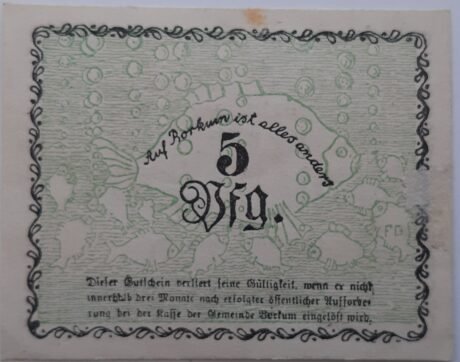 Auf Borkum ist alles anders
5
Pfg.
FB
Dieser Gutschein verliert seine Gültigkeit, wenn er nicht
innerhalb drei Monate nach erfolgter öffentlicher Aufforde-
rung bei der Kasse der Gemeinde Borkum eingelöst wird.